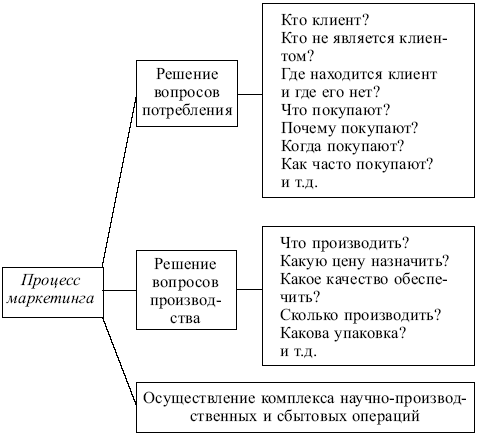 Кто клиент?
Кто не является клиен-
том?
Где находится клиент
и где его нет?
Что покупают?
Почему покупают?
Когда покупают?
Как часто покупают?
и т.д.
Решение
вопросов
потребления
Процесс
маркетинга
Решение
вопросов
производ-
ства
Что производить?
Какую цену назначить?
Какое качество обеспе-
чить?
Сколько производить?
Какова упаковка?
и т.д.
Осуществление комплекса научно-производ-
ственных и сбытовых операций